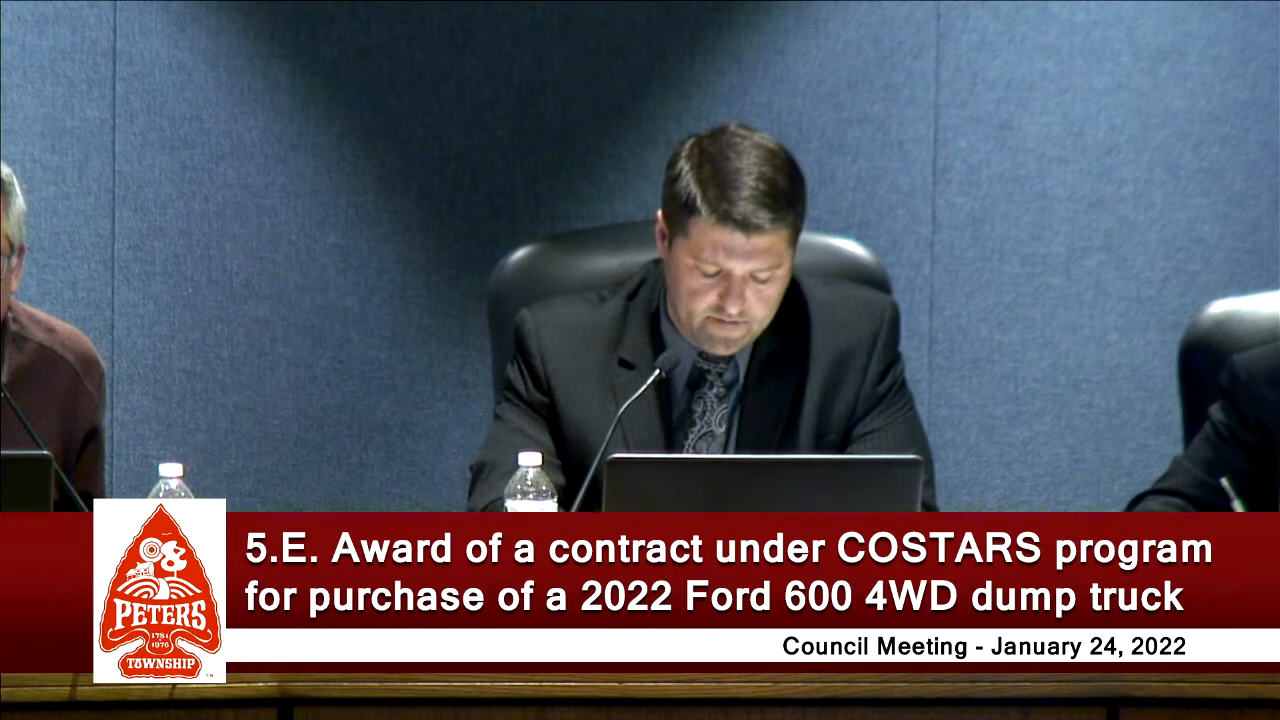 5.E. Award of a contract under COSTARS program
for purchase of a 2022 Ford 600 4WD dump truck
Council Meeting - January 24, 2022
PETERS
1781
1976
TOWNSHIP